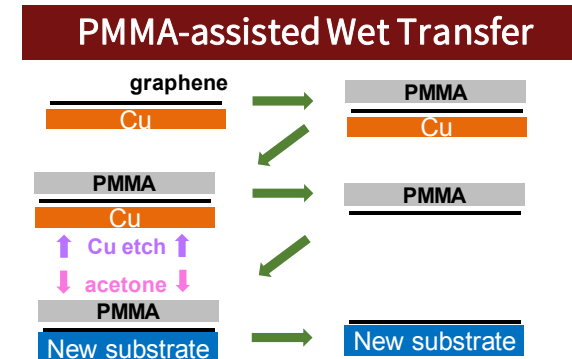 PMMA-assisted Wet Transfer
graphene
Cu
PMMA
Cu
PMMA
Cu
Cu etch
PMMA
acetone
PMMA
New substrate
New substrate